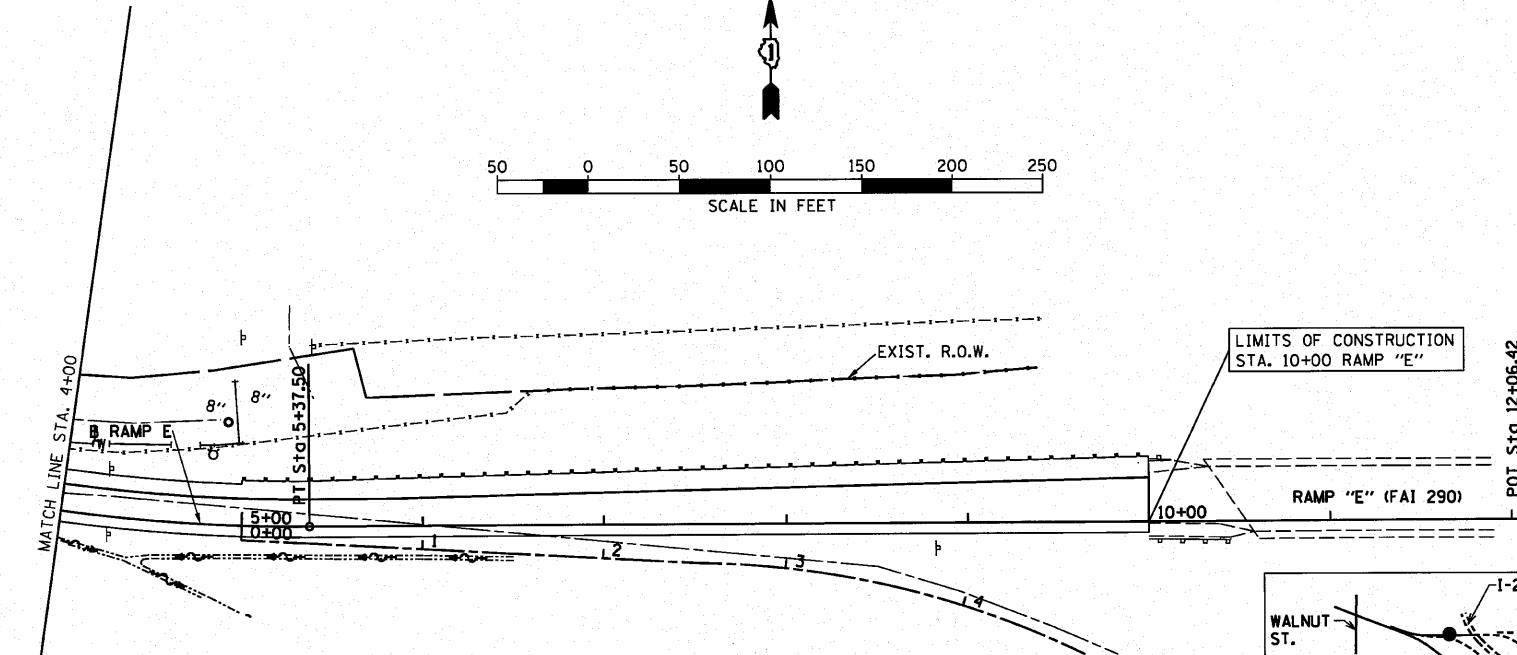 1
50 0 50 100 150 200 250
SCALE IN FEET
MATCH LINE STA. 4+00
EXIST. R.O.W.
LIMITS OF CONSTRUCTION
STA. 10+00 RAMP "E"
POT Sta 12+06.42
8" 8"
PT Sta 5+37.50
B RAMP E
RAMP "E" (FAI 290)
5+00
0+00
10+00
1
2
3
4
WALNUT
ST.
I-2